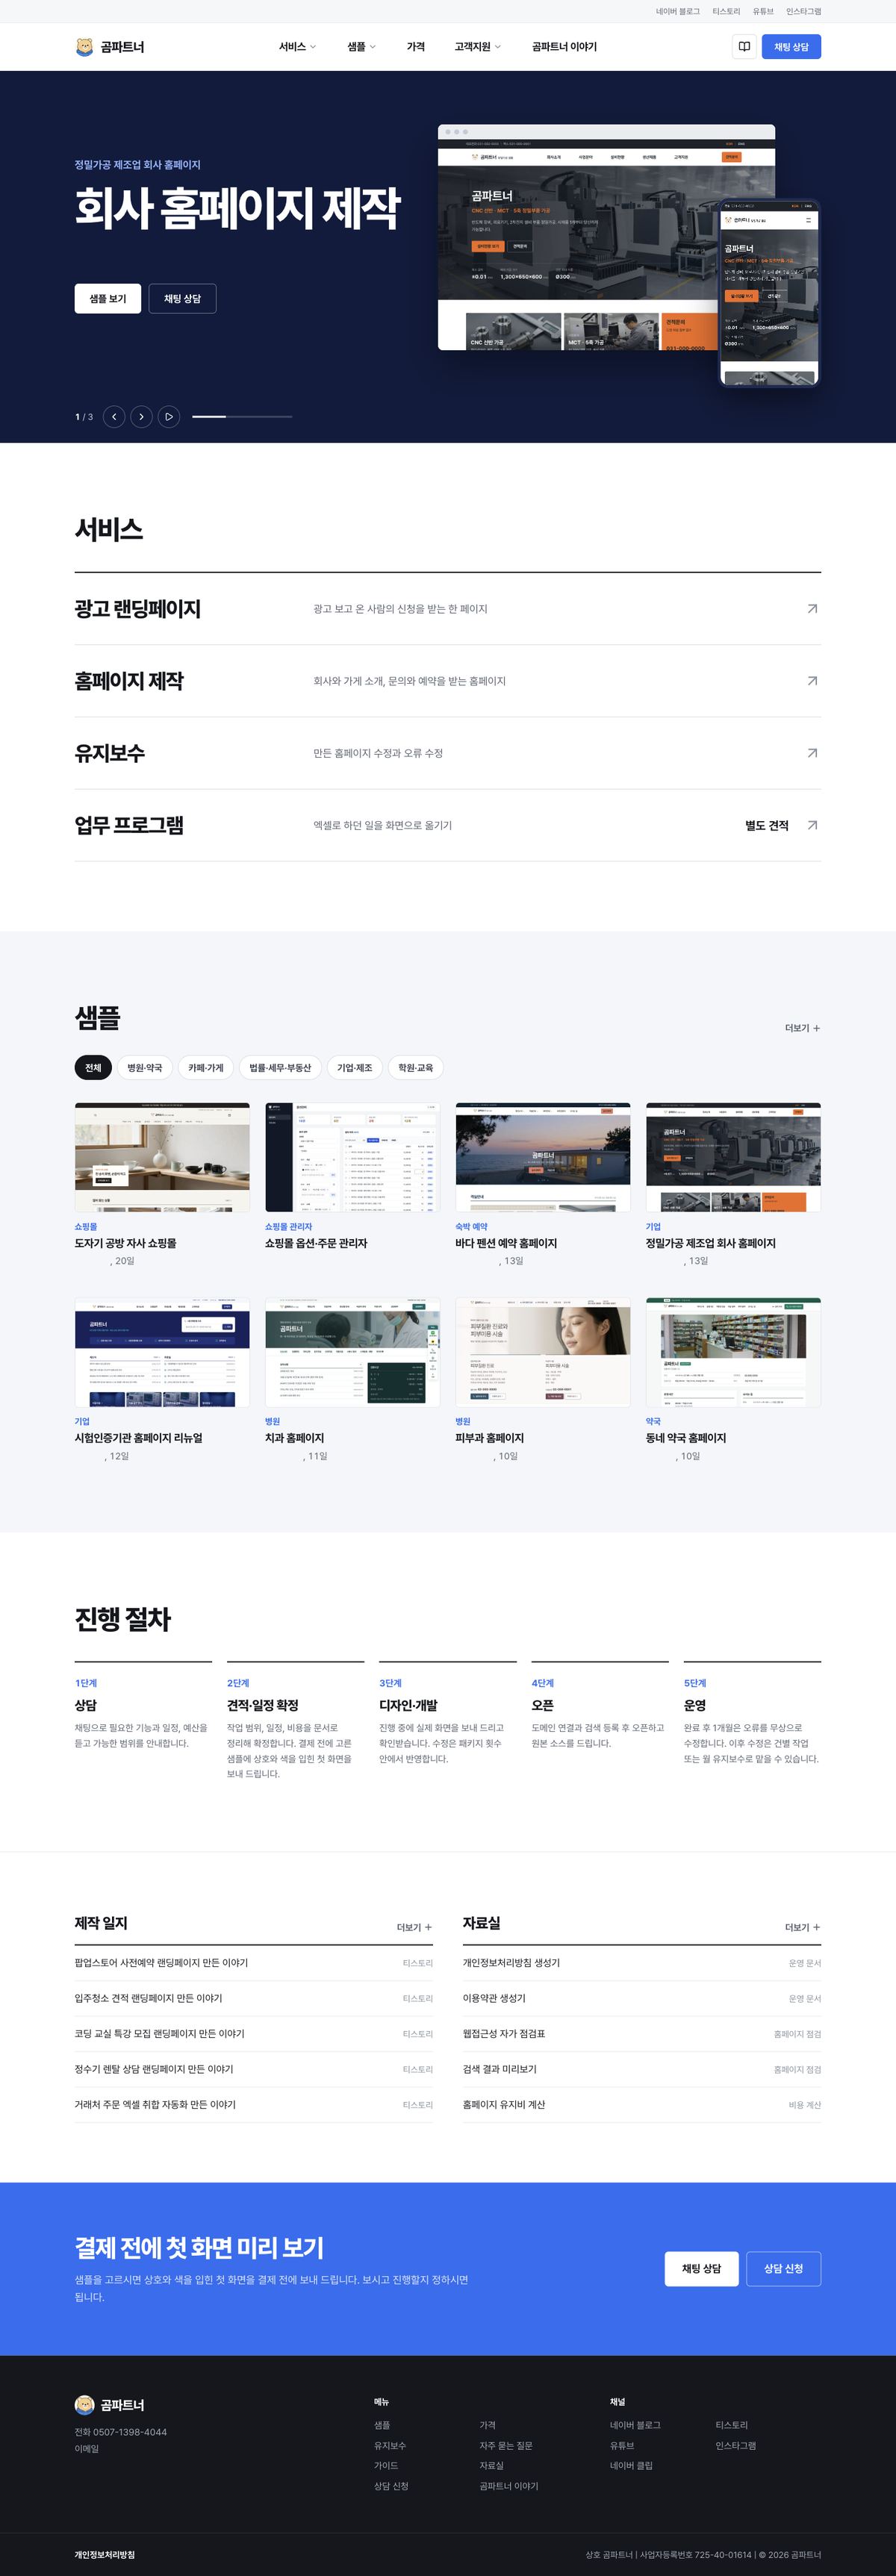 네이버 블로그 티스토리 유튜브 인스타그램
곰파트너 서비스 샘플 가격 고객지원 곰파트너 이야기 채팅 상담
정밀가공 제조업 회사 홈페이지
회사 홈페이지 제작
샘플 보기 채팅 상담
곰파트너
CNC 선반 · MCT · 5축 정밀부품 가공
곰파트너
CNC 선반 가공 MCT · 5축 가공 견적문의
031-000-0000
1 / 3
서비스
광고 랜딩페이지 광고 보고 온 사람의 신청을 받는 한 페이지
홈페이지 제작 회사와 가게 소개, 문의와 예약을 받는 홈페이지
유지보수 만든 홈페이지 수정과 오류 수정
업무 프로그램 엑셀로 하던 일을 화면으로 옮기기 별도 견적
샘플
더보기 +
전체 병원·약국 카페·가게 법률·세무·부동산 기업·제조 학원·교육
쇼핑몰 쇼핑몰 관리자 숙박 예약 기업
도자기 공방 자사 쇼핑몰 쇼핑몰 옵션·주문 관리자 바다 펜션 예약 홈페이지 정밀가공 제조업 회사 홈페이지
, 20일 , 13일 , 13일
기업 병원 병원 약국
시험인증기관 홈페이지 리뉴얼 치과 홈페이지 피부과 홈페이지 동네 약국 홈페이지
, 12일 , 11일 , 10일 , 10일
진행 절차
1단계 2단계 3단계 4단계 5단계
상담 견적·일정 확정 디자인·개발 오픈 운영
채팅으로 필요한 기능과 일정, 예산을
듣고 가능한 범위를 안내합니다.
작업 범위, 일정, 비용을 문서로
정리해 확정합니다. 결제 전에 고른
샘플에 상호와 색을 입힌 첫 화면을
보내 드립니다.
진행 중에 실제 화면을 보내 드리고
확인받습니다. 수정은 패키지 횟수
안에서 반영합니다.
도메인 연결과 검색 등록 후 오픈하고
원본 소스를 드립니다.
완료 후 1개월은 오류를 무상으로
수정합니다. 이후 수정은 건별 작업
또는 월 유지보수로 맡을 수 있습니다.
제작 일지 더보기 +
팝업스토어 사전예약 랜딩페이지 만든 이야기 티스토리
입주청소 견적 랜딩페이지 만든 이야기 티스토리
코딩 교실 특강 모집 랜딩페이지 만든 이야기 티스토리
정수기 렌탈 상담 랜딩페이지 만든 이야기 티스토리
거래처 주문 엑셀 취합 자동화 만든 이야기 티스토리
자료실 더보기 +
개인정보처리방침 생성기 운영 문서
이용약관 생성기 운영 문서
웹접근성 자가 점검표 홈페이지 점검
검색 결과 미리보기 홈페이지 점검
홈페이지 유지비 계산 비용 계산
결제 전에 첫 화면 미리 보기
샘플을 고르시면 상호와 색을 입힌 첫 화면을 결제 전에 보내 드립니다. 보시고 진행할지 정하시면
됩니다.
채팅 상담 상담 신청
곰파트너
전화 0507-1398-4044
이메일
메뉴
샘플 가격
유지보수 자주 묻는 질문
가이드 자료실
상담 신청 곰파트너 이야기
채널
네이버 블로그 티스토리
유튜브 인스타그램
네이버 클립
개인정보처리방침
상호 곰파트너 | 사업자등록번호 725-40-01614 | © 2026 곰파트너